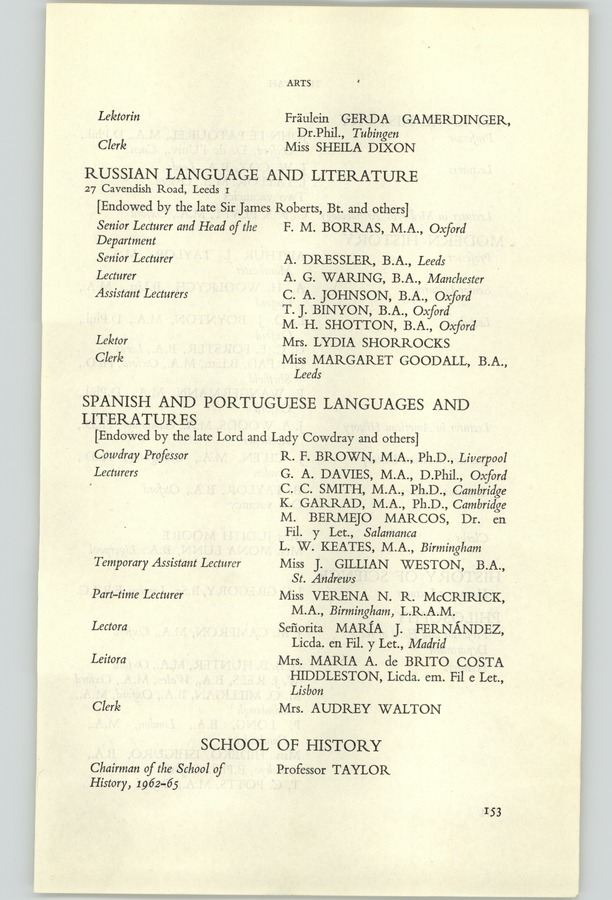 ARTS
Lektorin Fräulein GERDA GAMERDINGER,
Dr.Phil., Tubingen
Clerk Miss SHEILA DIXON
RUSSIAN LANGUAGE AND LITERATURE
27 Cavendish Road, Leeds 1
[Endowed by the late Sir James Roberts, Bt. and others]
Senior Lecturer and Head of the F. M. BORRAS, M.A., Oxford
Department
Senior Lecturer A. DRESSLER, B.A., Leeds
Lecturer A. G. WARING, B.A., Manchester
Assistant Lecturers C. A. JOHNSON, B.A., Oxford
T. J. BINYON, B.A., Oxford
M. H. SHOTTON, B.A., Oxford
Lektor Mrs. LYDIA SHORROCKS
Clerk Miss MARGARET GOODALL, B.A.,
Leeds
SPANISH AND PORTUGUESE LANGUAGES AND
LITERATURES
[Endowed by the late Lord and Lady Cowdray and others]
Cowdray Professor R. F. BROWN, M.A., Ph.D., Liverpool
Lecturers G. A. DAVIES, M.A., D.Phil., Oxford
C. C. SMITH, M.A., Ph.D., Cambridge
K. GARRAD, M.A., Ph.D., Cambridge
M. BERMEJO MARCOS, Dr. en
Fil. y Let., Salamanca
L. W. KEATES, M.A., Birmingham
Temporary Assistant Lecturer Miss J. GILLIAN WESTON, B.A.,
St. Andrews
Part-time Lecturer Miss VERENA N. R. McCRIRICK,
M.A., Birmingham, L.R.A.M.
Lectora Señorita MARÍA J. FERNÁNDEZ,
Licda. en Fil. y Let., Madrid
Leitora Mrs. MARIA A. de BRITO COSTA
HIDDLESTON, Licda. em. Fil e Let.,
Lisbon
Clerk Mrs. AUDREY WALTON
SCHOOL OF HISTORY
Chairman of the School of Professor TAYLOR
History, 1962–65
153